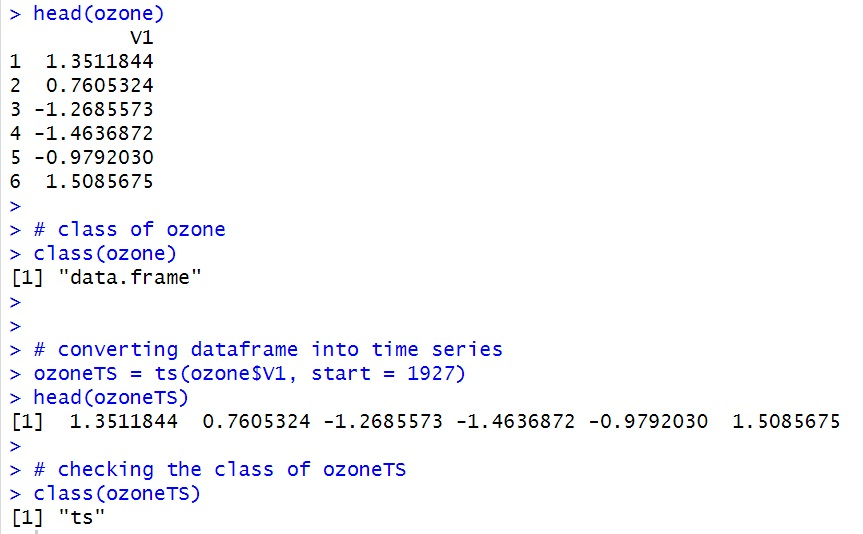 > head(ozone)
V1
1 1.3511844
2 0.7605324
3 -1.2685573
4 -1.4636872
5 -0.9792030
6 1.5085675
>
> # class of ozone
> class(ozone)
[1] "data.frame"
>
>
> # converting dataframe into time series
> ozoneTS = ts(ozone$V1, start = 1927)
> head(ozoneTS)
[1] 1.3511844 0.7605324 -1.2685573 -1.4636872 -0.9792030 1.5085675
>
> # checking the class of ozoneTS
> class(ozoneTS)
[1] "ts"